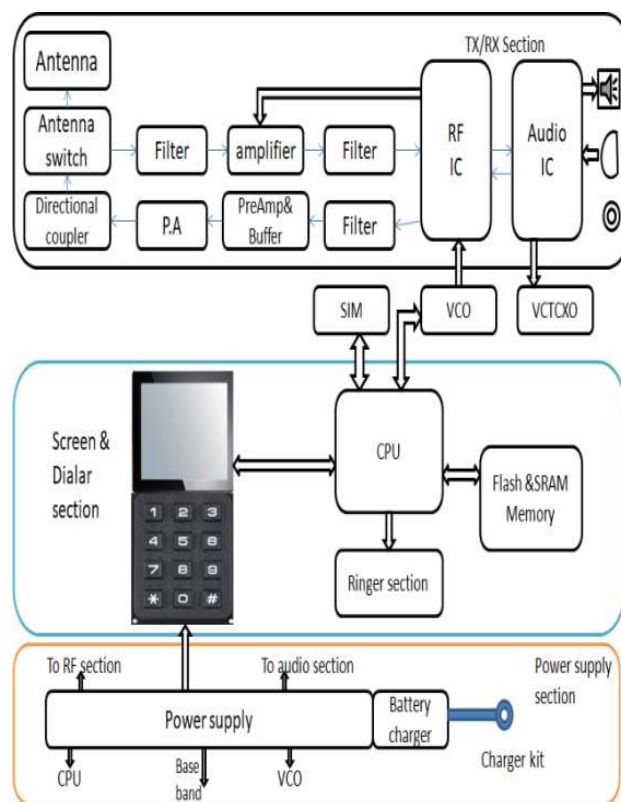 TX/RX Section
Antenna
Antenna
switch
Filter
amplifier
Filter
RF
IC
Audio
IC
Directional
coupler
P.A
PreAmp&
Buffer
Filter
SIM
VCO
VCTCXO
Screen &
Dialar
section
CPU
Flash &SRAM
Memory
1 2 3
4 5 6
7 8 9
* 0 #
Ringer section
To RF section
To audio section
Power supply
section
Power supply
Battery
charger
Charger kit
CPU
Base
band
VCO